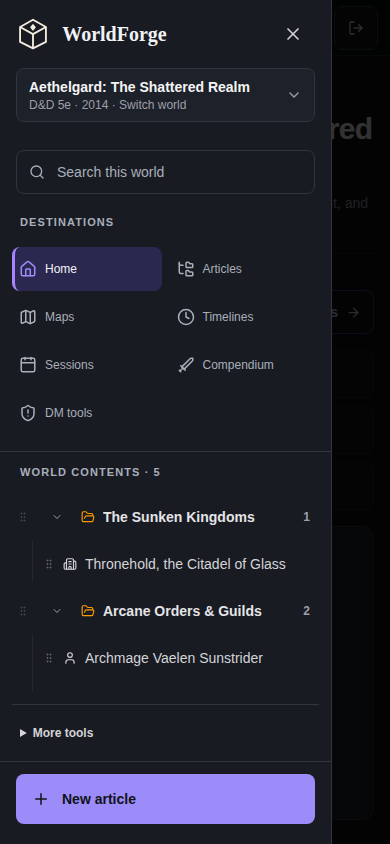 WorldForge
Aethelgard: The Shattered Realm
D&D 5e · 2014 · Switch world
Search this world
DESTINATIONS
Home
Articles
Maps
Timelines
Sessions
Compendium
DM tools
WORLD CONTENTS · 5
The Sunken Kingdoms 1
Thronehold, the Citadel of Glass
Arcane Orders & Guilds 2
Archmage Vaelen Sunstrider
More tools
New article